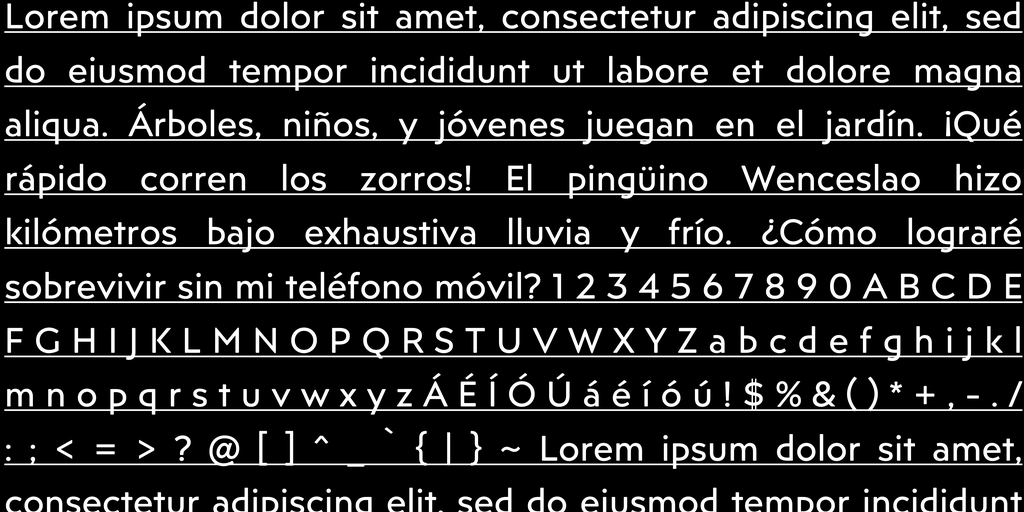 Lorem ipsum dolor sit amet, consectetur adipiscing elit, sed
do eiusmod tempor incididunt ut labore et dolore magna
aliqua. Árboles, niños, y jóvenes juegan en el jardín. ¡Qué
rápido corren los zorros! El pingüino Wenceslao hizo
kilómetros bajo exhaustiva lluvia y frío. ¿Cómo lograré
sobrevivir sin mi teléfono móvil? 1 2 3 4 5 6 7 8 9 0 A B C D E
F G H I J K L M N O P Q R S T U V W X Y Z a b c d e f g h i j k l
m n o p q r s t u v w x y z Á É Í Ó Ú á é í ó ú ! $ % & ( ) * + , - . /
: ; < = > ? @ [ ] ^ _ ` { | } ~ Lorem ipsum dolor sit amet,
consectetur adipiscing elit, sed do eiusmod tempor incididunt